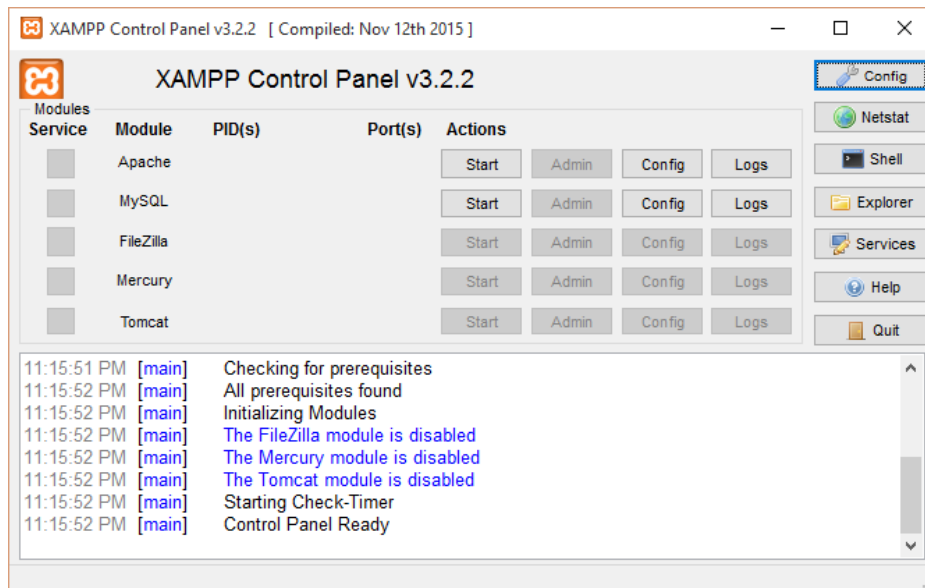 XAMPP Control Panel v3.2.2 [ Compiled: Nov 12th 2015 ]
XAMPP Control Panel v3.2.2
Config
Modules
Service Module PID(s) Port(s) Actions
Netstat
Apache Start Admin Config Logs
Shell
MySQL Start Admin Config Logs
Explorer
FileZilla Start Admin Config Logs
Services
Mercury Start Admin Config Logs
Help
Tomcat Start Admin Config Logs
Quit
11:15:51 PM [main] Checking for prerequisites
11:15:52 PM [main] All prerequisites found
11:15:52 PM [main] Initializing Modules
11:15:52 PM [main] The FileZilla module is disabled
11:15:52 PM [main] The Mercury module is disabled
11:15:52 PM [main] The Tomcat module is disabled
11:15:52 PM [main] Starting Check-Timer
11:15:52 PM [main] Control Panel Ready